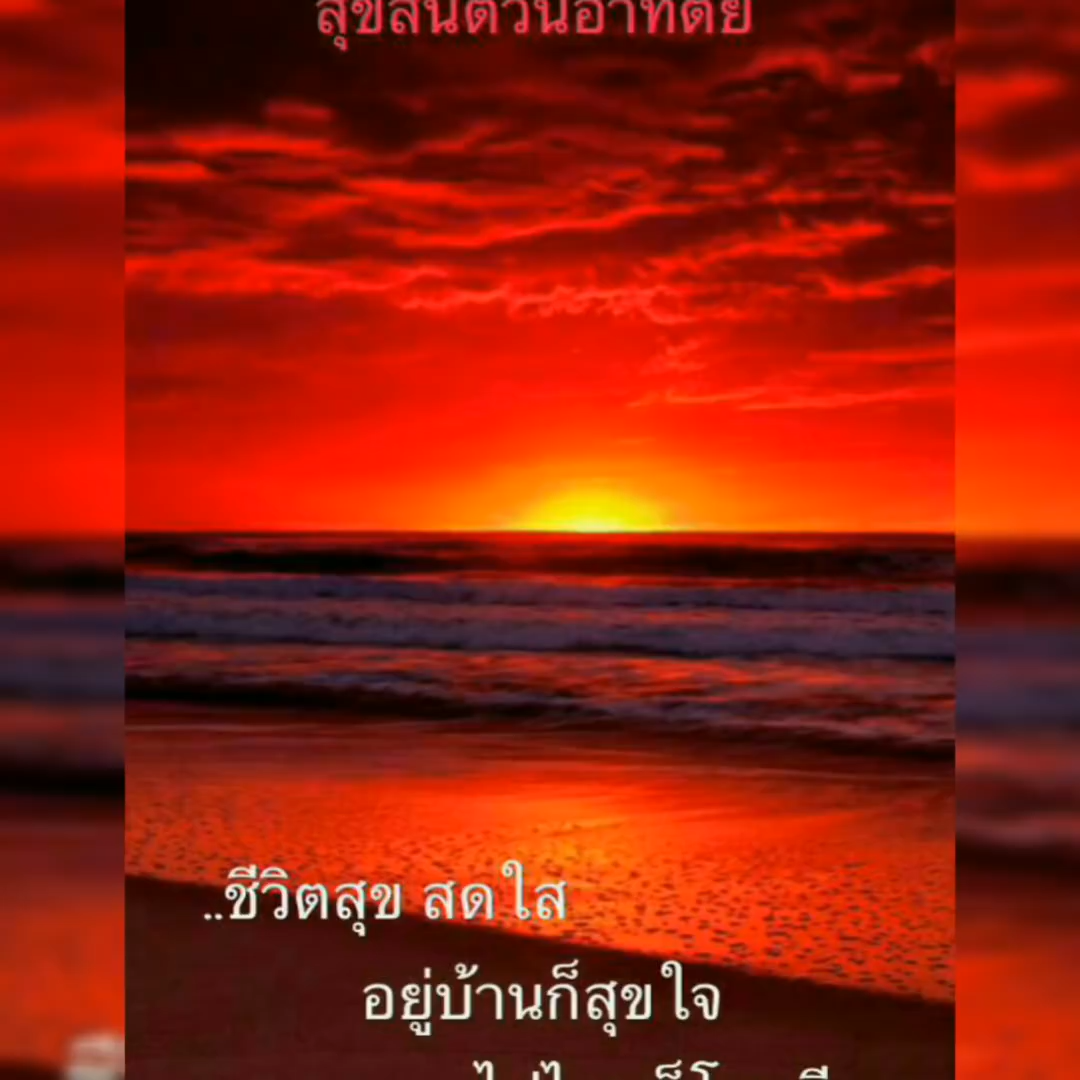 สุขสันต์วันอาทิตย์
..ชีวิตสุข สดใส
อยู่บ้านก็สุขใจ